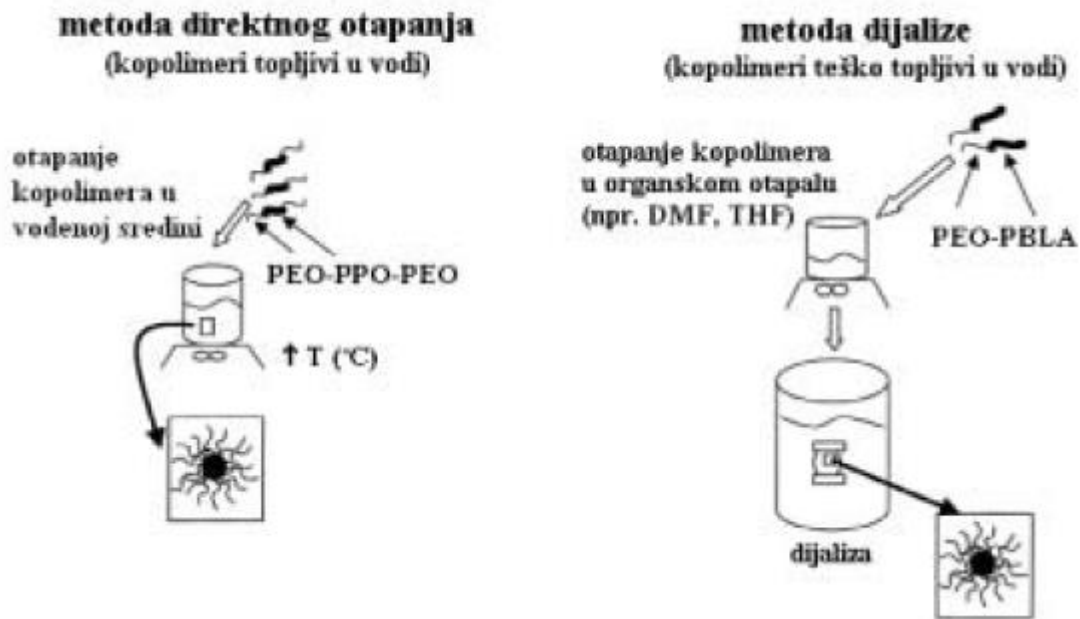 metoda direktnog otapanja
(kopolimeri topljivi u vodi)
otapanje
kopolimera u
vodenoj sredini
PEO-PPO-PEO
↑ T (°C)
metoda dijalize
(kopolimeri teško topljivi u vodi)
otapanje kopolimera
u organskom otapalu
(npr. DMF, THF)
PEO-PBLA
dijaliza